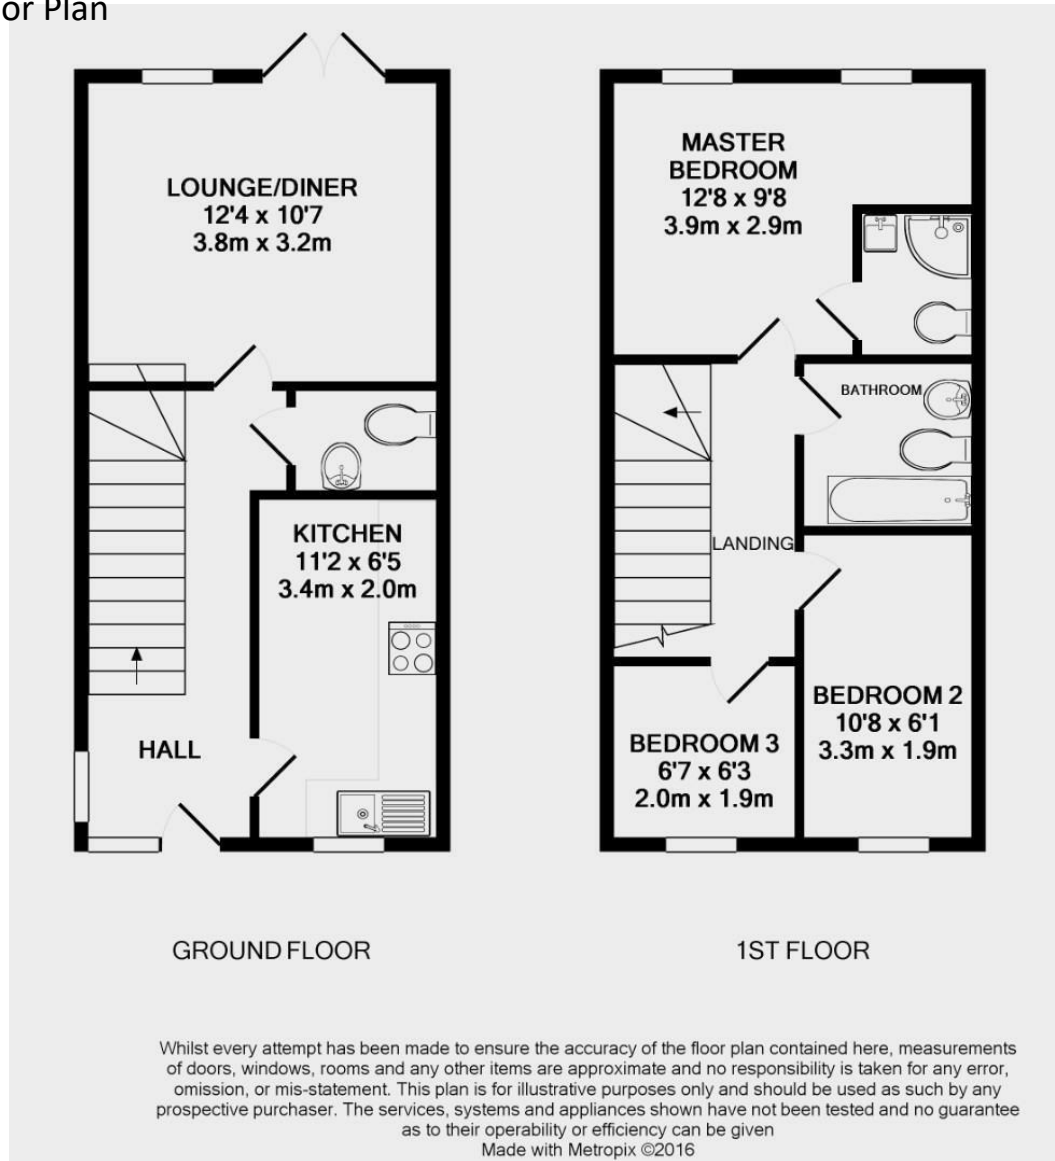 or Plan
LOUNGE/DINER
12'4 x 10'7
3.8m x 3.2m
KITCHEN
11'2 x 6'5
3.4m x 2.0m
HALL
GROUND FLOOR
MASTER
BEDROOM
12'8 x 9'8
3.9m x 2.9m
BATHROOM
LANDING
BEDROOM 2
10'8 x 6'1
3.3m x 1.9m
BEDROOM 3
6'7 x 6'3
2.0m x 1.9m
1ST FLOOR
Whilst every attempt has been made to ensure the accuracy of the floor plan contained here, measurements
of doors, windows, rooms and any other items are approximate and no responsibility is taken for any error,
omission, or mis-statement. This plan is for illustrative purposes only and should be used as such by any
prospective purchaser. The services, systems and appliances shown have not been tested and no guarantee
as to their operability or efficiency can be given
Made with Metropix ©2016